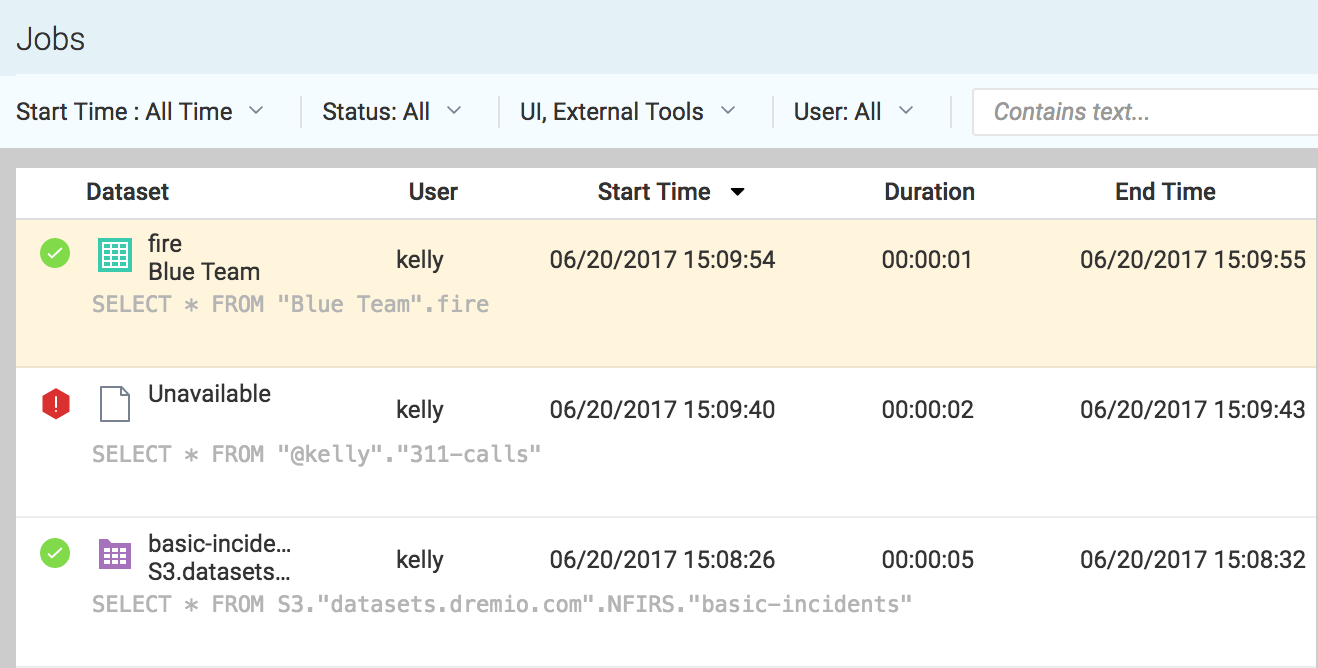 Jobs
Start Time : All Time Status: All UI, External Tools User: All Contains text...
Dataset User Start Time Duration End Time
fire
Blue Team
kelly 06/20/2017 15:09:54 00:00:01 06/20/2017 15:09:55
SELECT * FROM "Blue Team".fire
Unavailable
kelly 06/20/2017 15:09:40 00:00:02 06/20/2017 15:09:43
SELECT * FROM "@kelly"."311-calls"
basic-incide...
S3.datasets...
kelly 06/20/2017 15:08:26 00:00:05 06/20/2017 15:08:32
SELECT * FROM S3."datasets.dremio.com".NFIRS."basic-incidents"